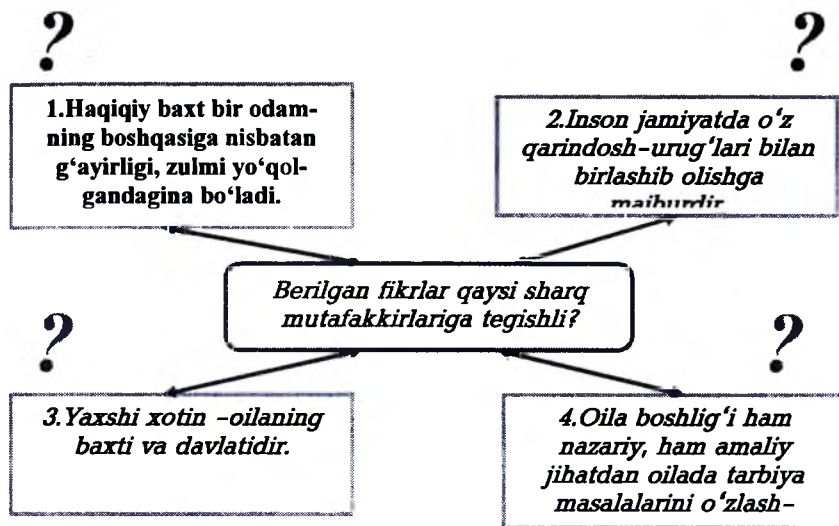 ?
?
1.Haqiqiy baxt bir odam-
ning boshqasiga nisbatan
g‘ayirligi, zulmi yo‘qol-
gandagina bo‘ladi.
2.Inson jamiyatda o‘z
qarindosh-urug‘lari bilan
birlashib olishga
majburdir
Berilgan fikrlar qaysi sharq
mutafakkirlariga tegishli?
?
?
3.Yaxshi xotin –oilaning
baxti va davlatidir.
4.Oila boshlig‘i ham
nazariy, ham amaliy
jihatdan oilada tarbiya
masalalarini o‘zlash-